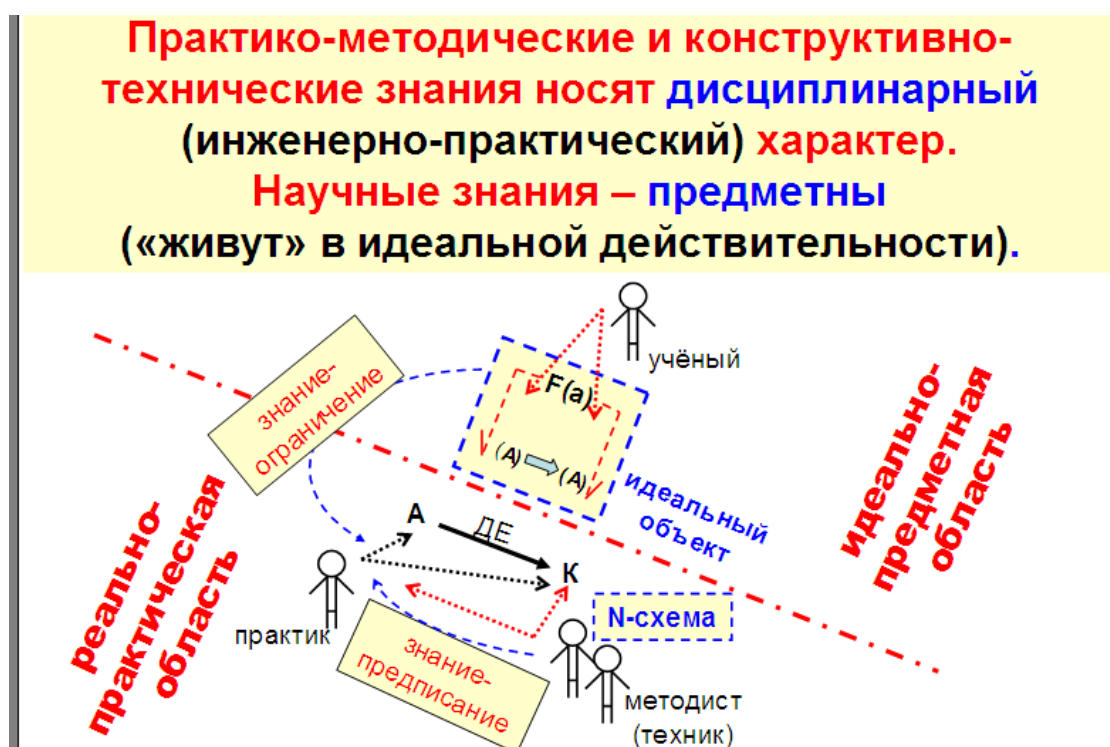 Практико-методические и конструктивно-
технические знания носят дисциплинарный
(инженерно-практический) характер.
Научные знания – предметны
(«живут» в идеальной действительности).
учёный
знание-
ограничение
F(a)
(A)
(A)
идеально-
предметная
область
идеальный
объект
реально-
практическая
область
А
ДЕ
К
практик
N-схема
знание-
предписание
методист
(техник)